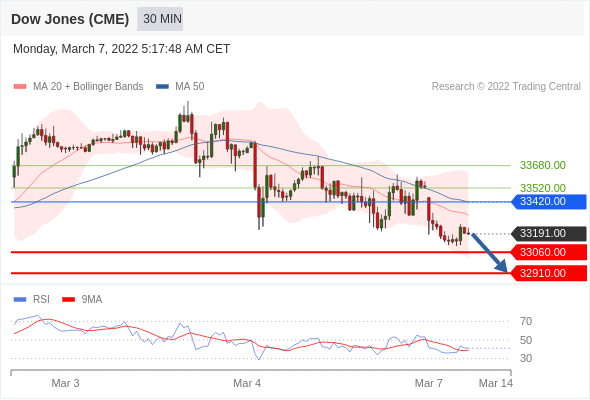 Dow Jones (CME) 30 MIN
Monday, March 7, 2022 5:17:48 AM CET
MA 20 + Bollinger Bands MA 50 Research © 2022 Trading Central
33680.00
33520.00
33420.00
33191.00
33060.00
32910.00
RSI 9MA
70
50
30
Mar 3 Mar 4 Mar 7 Mar 14